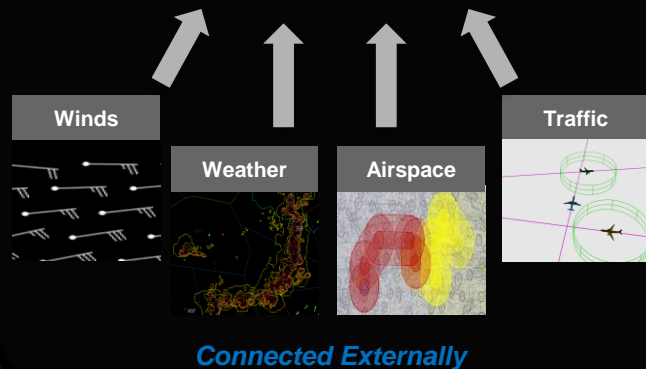 Winds
Weather
Airspace
Traffic
Connected Externally